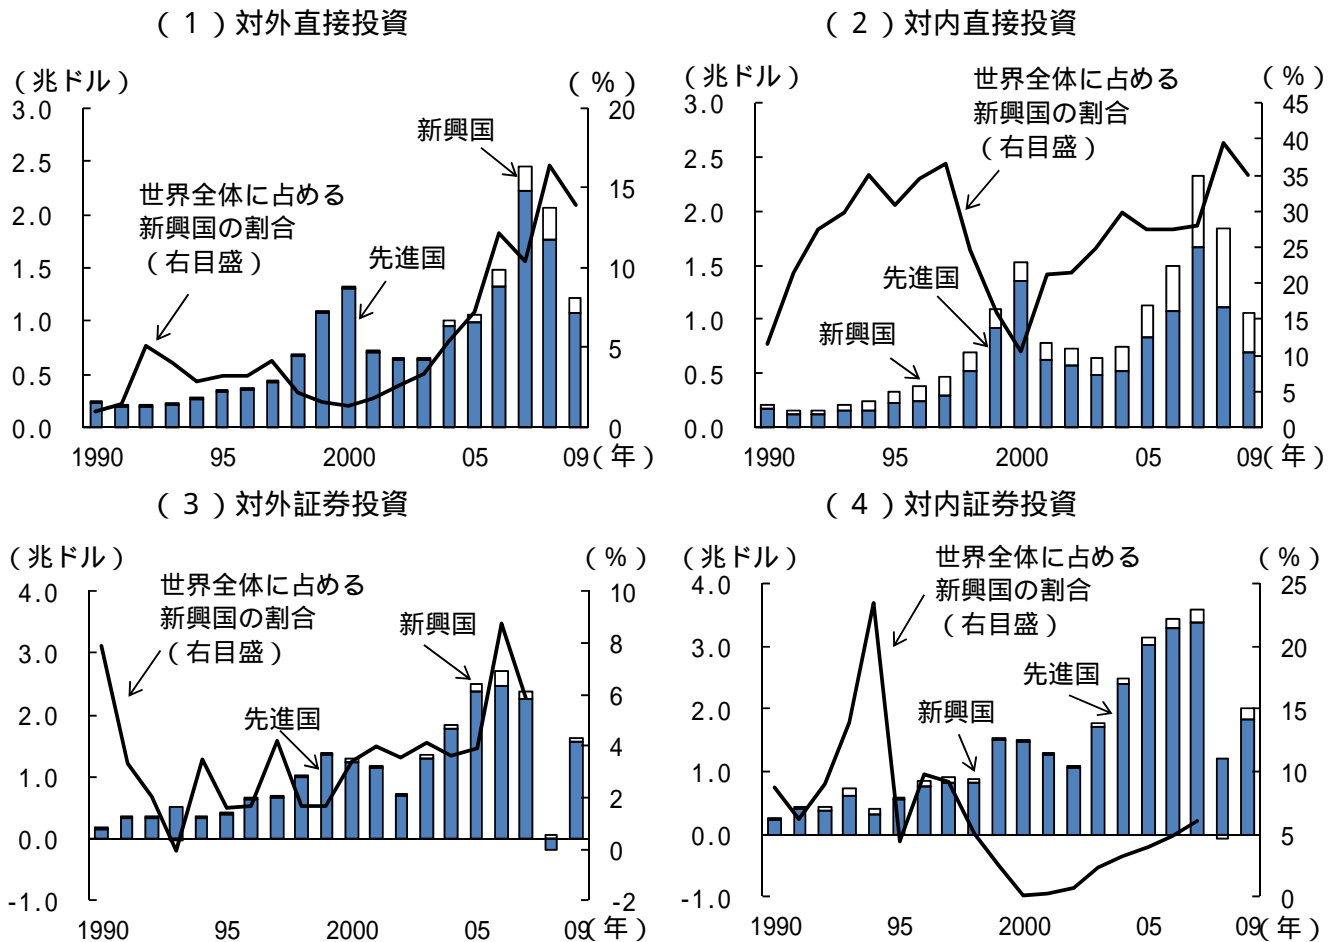 （1）対外直接投資
（兆ドル）
（%）
3.0
2.5
2.0
1.5
1.0
0.5
0.0
20
15
10
5
0
新興国
世界全体に占める
新興国の割合
（右目盛）
先進国
1990 95 2000 05 09（年）
（2）対内直接投資
（兆ドル）
（%）
3.0
2.5
2.0
1.5
1.0
0.5
0.0
45
40
35
30
25
20
15
10
5
0
世界全体に占める
新興国の割合
（右目盛）
先進国
新興国
1990 95 2000 05 09（年）
（3）対外証券投資
（兆ドル）
（%）
4.0
3.0
2.0
1.0
0.0
-1.0
10
8
6
4
2
0
-2
世界全体に占める
新興国の割合
（右目盛）
新興国
先進国
1990 95 2000 05 09（年）
（4）対内証券投資
（兆ドル）
（%）
4.0
3.0
2.0
1.0
0.0
-1.0
25
20
15
10
5
0
世界全体に占める
新興国の割合
（右目盛）
先進国
新興国
1990 95 2000 05 09（年）